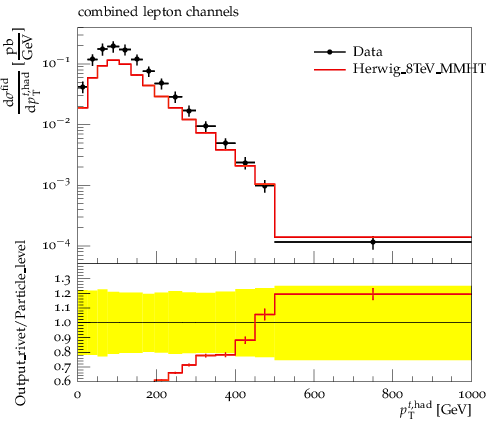 combined lepton channels
dσ^fid / dp_T^{t,had} [pb / GeV]
10^−1
10^−2
10^−3
10^−4
Data
Herwig_8TeV_MMHT
Output_rivet/Particle_level
1.3
1.2
1.1
1.0
0.9
0.8
0.7
0.6
0 200 400 600 800 1000
p_T^{t,had} [GeV]